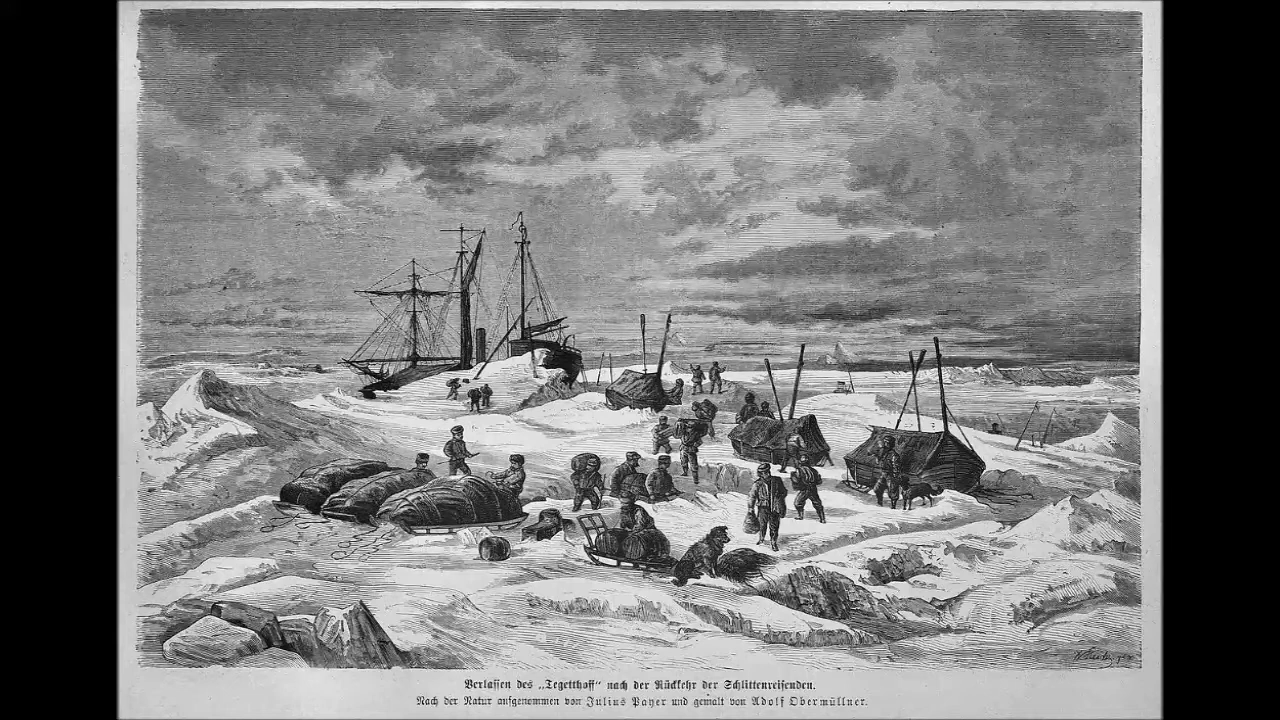 Verlassen des „Tegetthoff“ nach der Rückkehr der Schlittenreisenden.
Nach der Natur aufgenommen von Julius Payer und gemalt von Adolf Obermüllner.